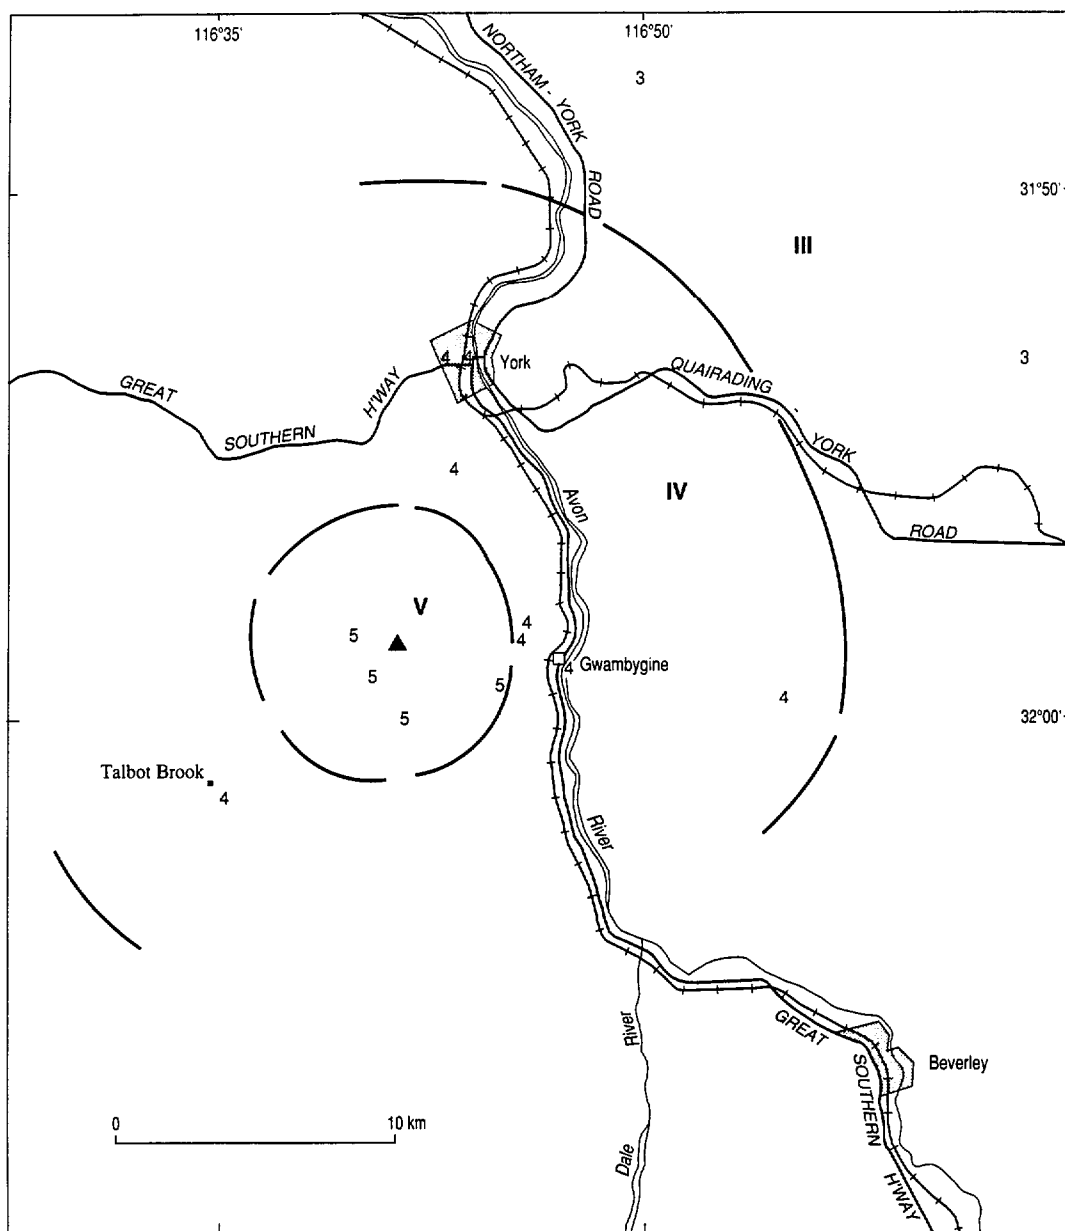 116°35'
116°50'
NORTHAM - YORK
ROAD
3
31°50'
III
4 4
York
3
GREAT
SOUTHERN
H'WAY
QUAIRADING
-
YORK
ROAD
4
IV
Avon
V
5
4
4
Gwambygine
4
5
5
4
5
32°00'
Talbot Brook
4
River
GREAT
SOUTHERN
H'WAY
River
Dale
Beverley
0
10 km